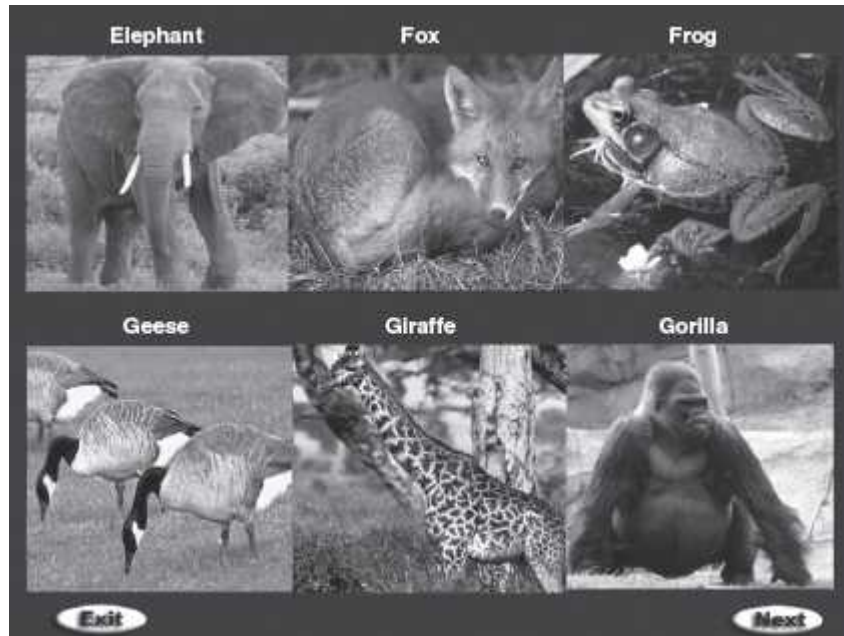 Elephant
Fox
Frog
Geese
Giraffe
Gorilla
Exit
Next